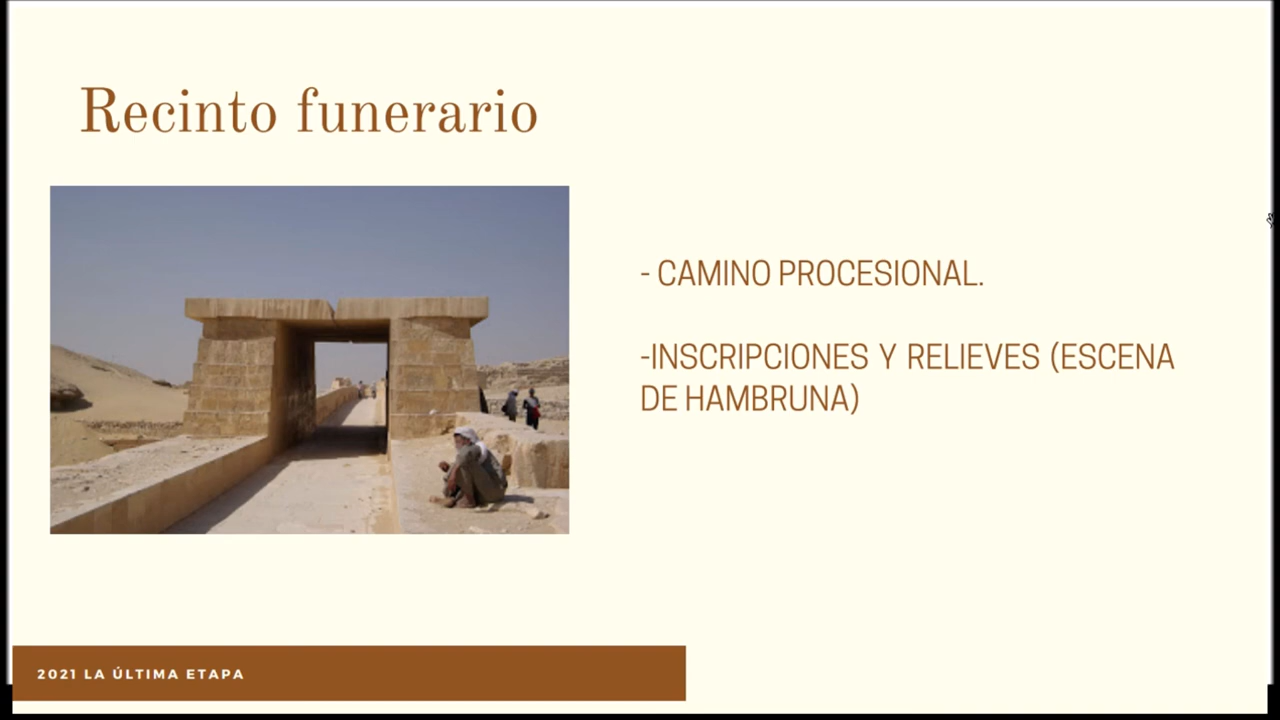 Recinto funerario
- CAMINO PROCESIONAL.
-INSCRIPCIONES Y RELIEVES (ESCENA
DE HAMBRUNA)
2021 LA ÚLTIMA ETAPA